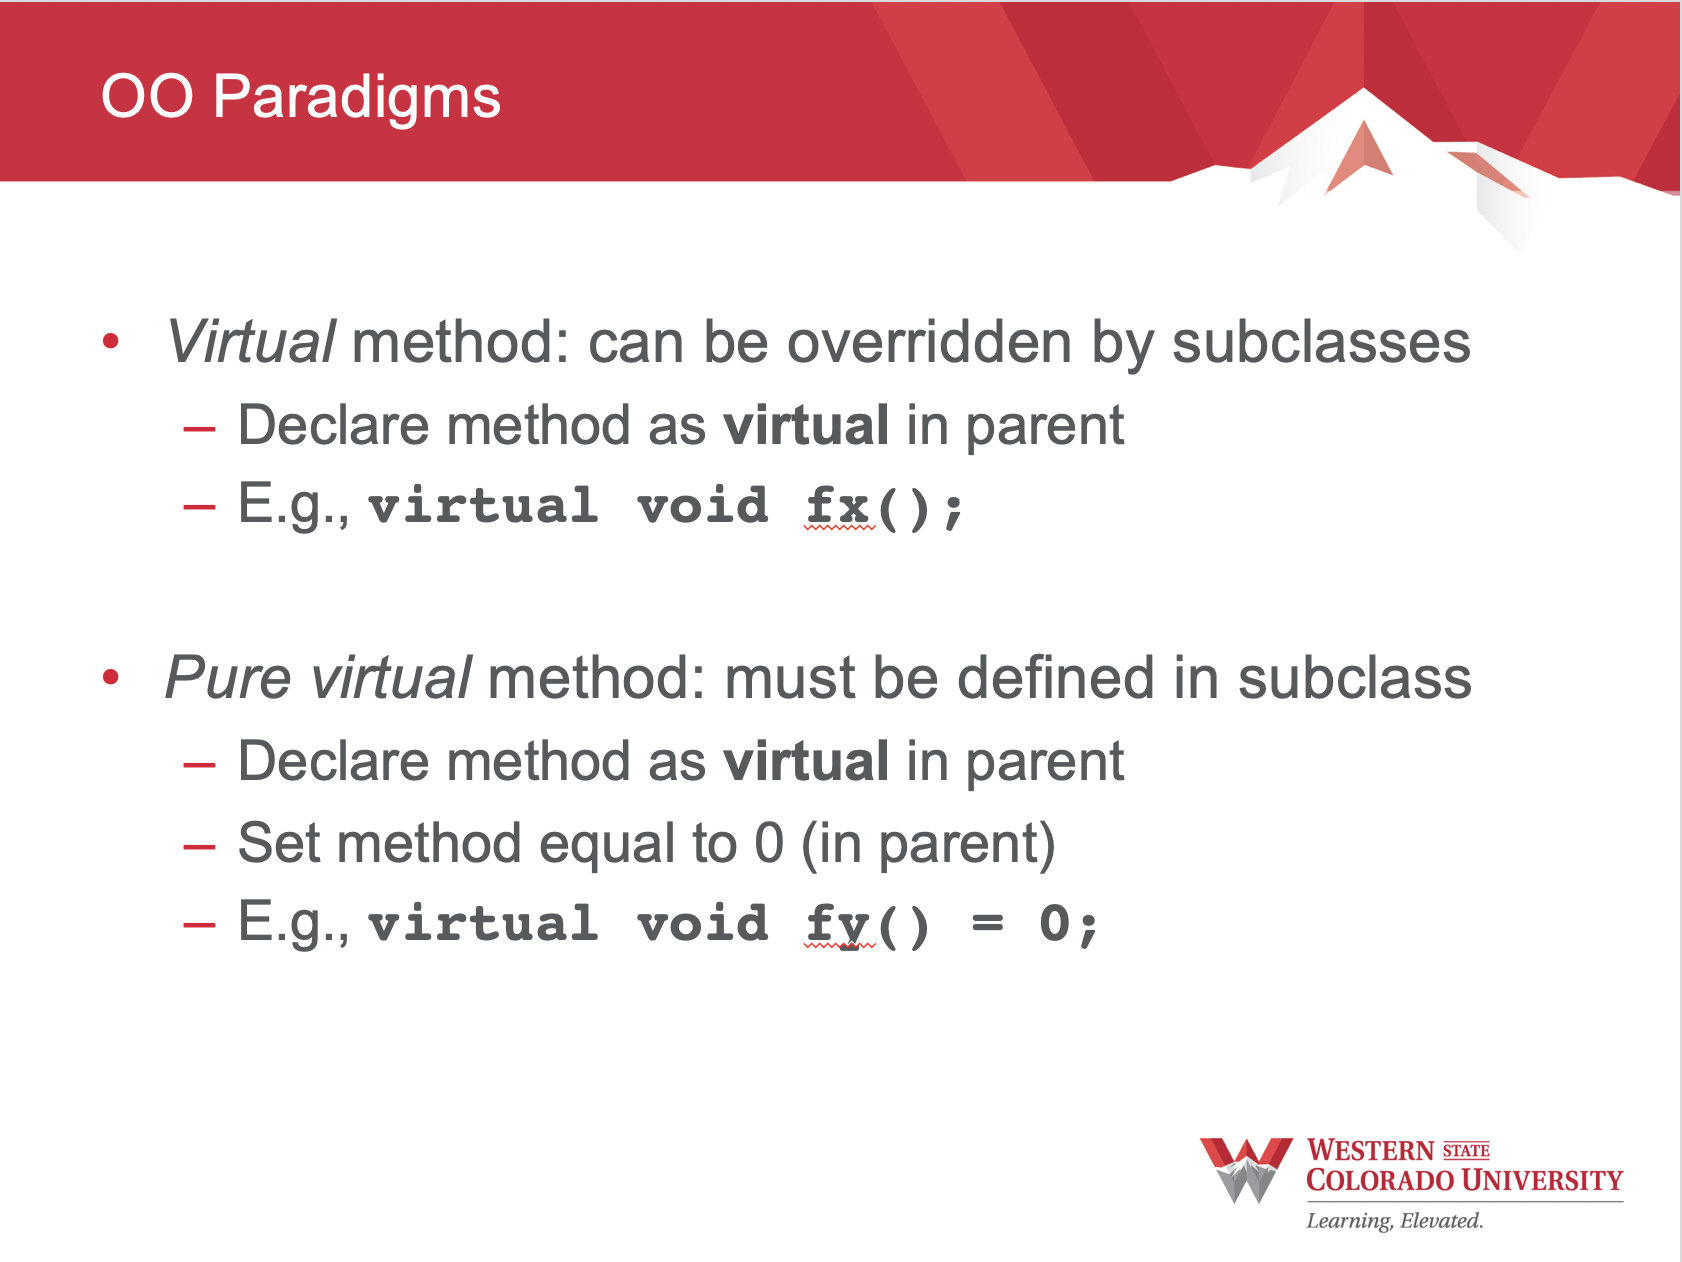 OO Paradigms
• Virtual method: can be overridden by subclasses
– Declare method as virtual in parent
– E.g., virtual void fx();
• Pure virtual method: must be defined in subclass
– Declare method as virtual in parent
– Set method equal to 0 (in parent)
– E.g., virtual void fy() = 0;
WESTERN STATE
COLORADO UNIVERSITY
Learning, Elevated.